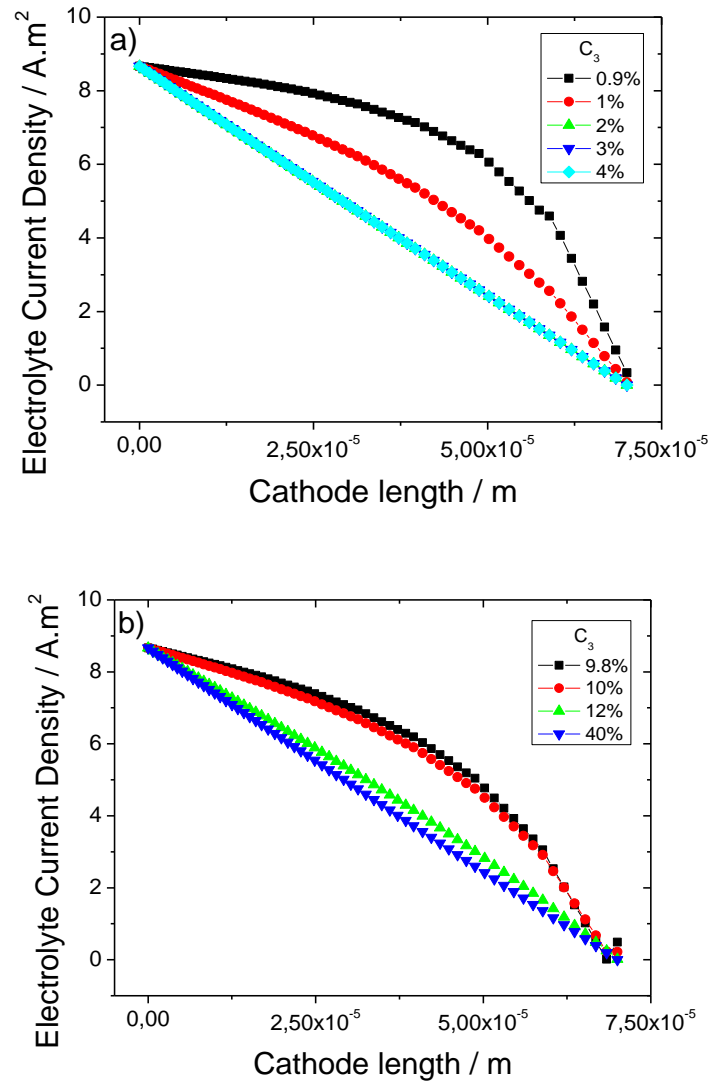 a)
Electrolyte Current Density / A.m²
10
8
6
4
2
0
C₃
0.9%
1%
2%
3%
4%
0,00
2,50x10⁻⁵
5,00x10⁻⁵
7,50x10⁻⁵
Cathode length / m
b)
Electrolyte Current Density / A.m²
10
8
6
4
2
0
C₃
9.8%
10%
12%
40%
0,00
2,50x10⁻⁵
5,00x10⁻⁵
7,50x10⁻⁵
Cathode length / m